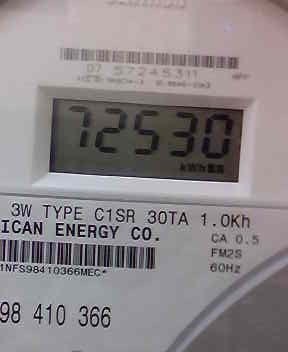 07 57245311
72530
kWh
3W TYPE C1SR 30TA 1.0Kh
ICAN ENERGY CO.
CA 0.5
FM2S
1NFS98410366MEC*
60Hz
98 410 366